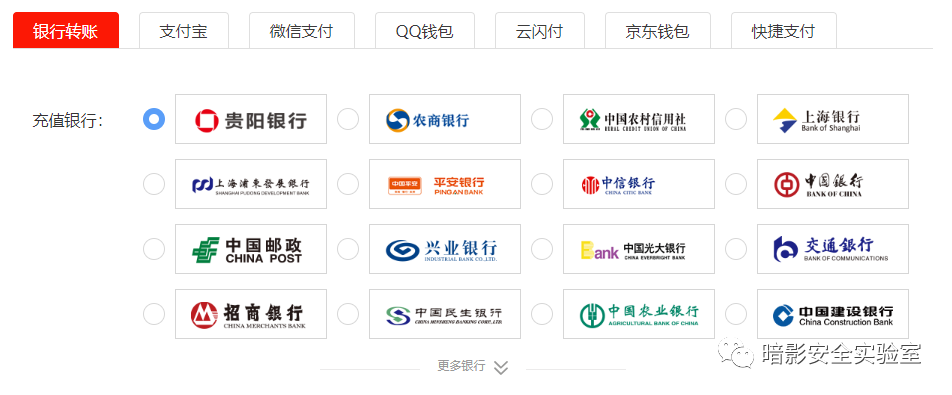 银行转账 支付宝 微信支付 QQ钱包 云闪付 京东钱包 快捷支付
充值银行: 贵阳银行 农商银行 中国农村信用社 RURAL CREDIT UNION OF CHINA 上海银行 Bank of Shanghai
上海浦東發展銀行 SHANGHAI PUDONG DEVELOPMENT BANK 中国平安 平安银行 PINGAN BANK 中信银行 CHINA CITIC BANK 中國銀行 BANK OF CHINA
中国邮政 CHINA POST 兴业银行 INDUSTRIAL BANK CO.,LTD. Bank 中国光大银行 CHINA EVERBRIGHT BANK 交通银行 BANK OF COMMUNICATIONS
招商银行 CHINA MERCHANTS BANK 中国民生银行 CHINA MINSHENG BANKING CORP.,LTD. 中国农业银行 AGRICULTURAL BANK OF CHINA 中国建设银行 China Construction Bank
更多银行
暗影安全实验室